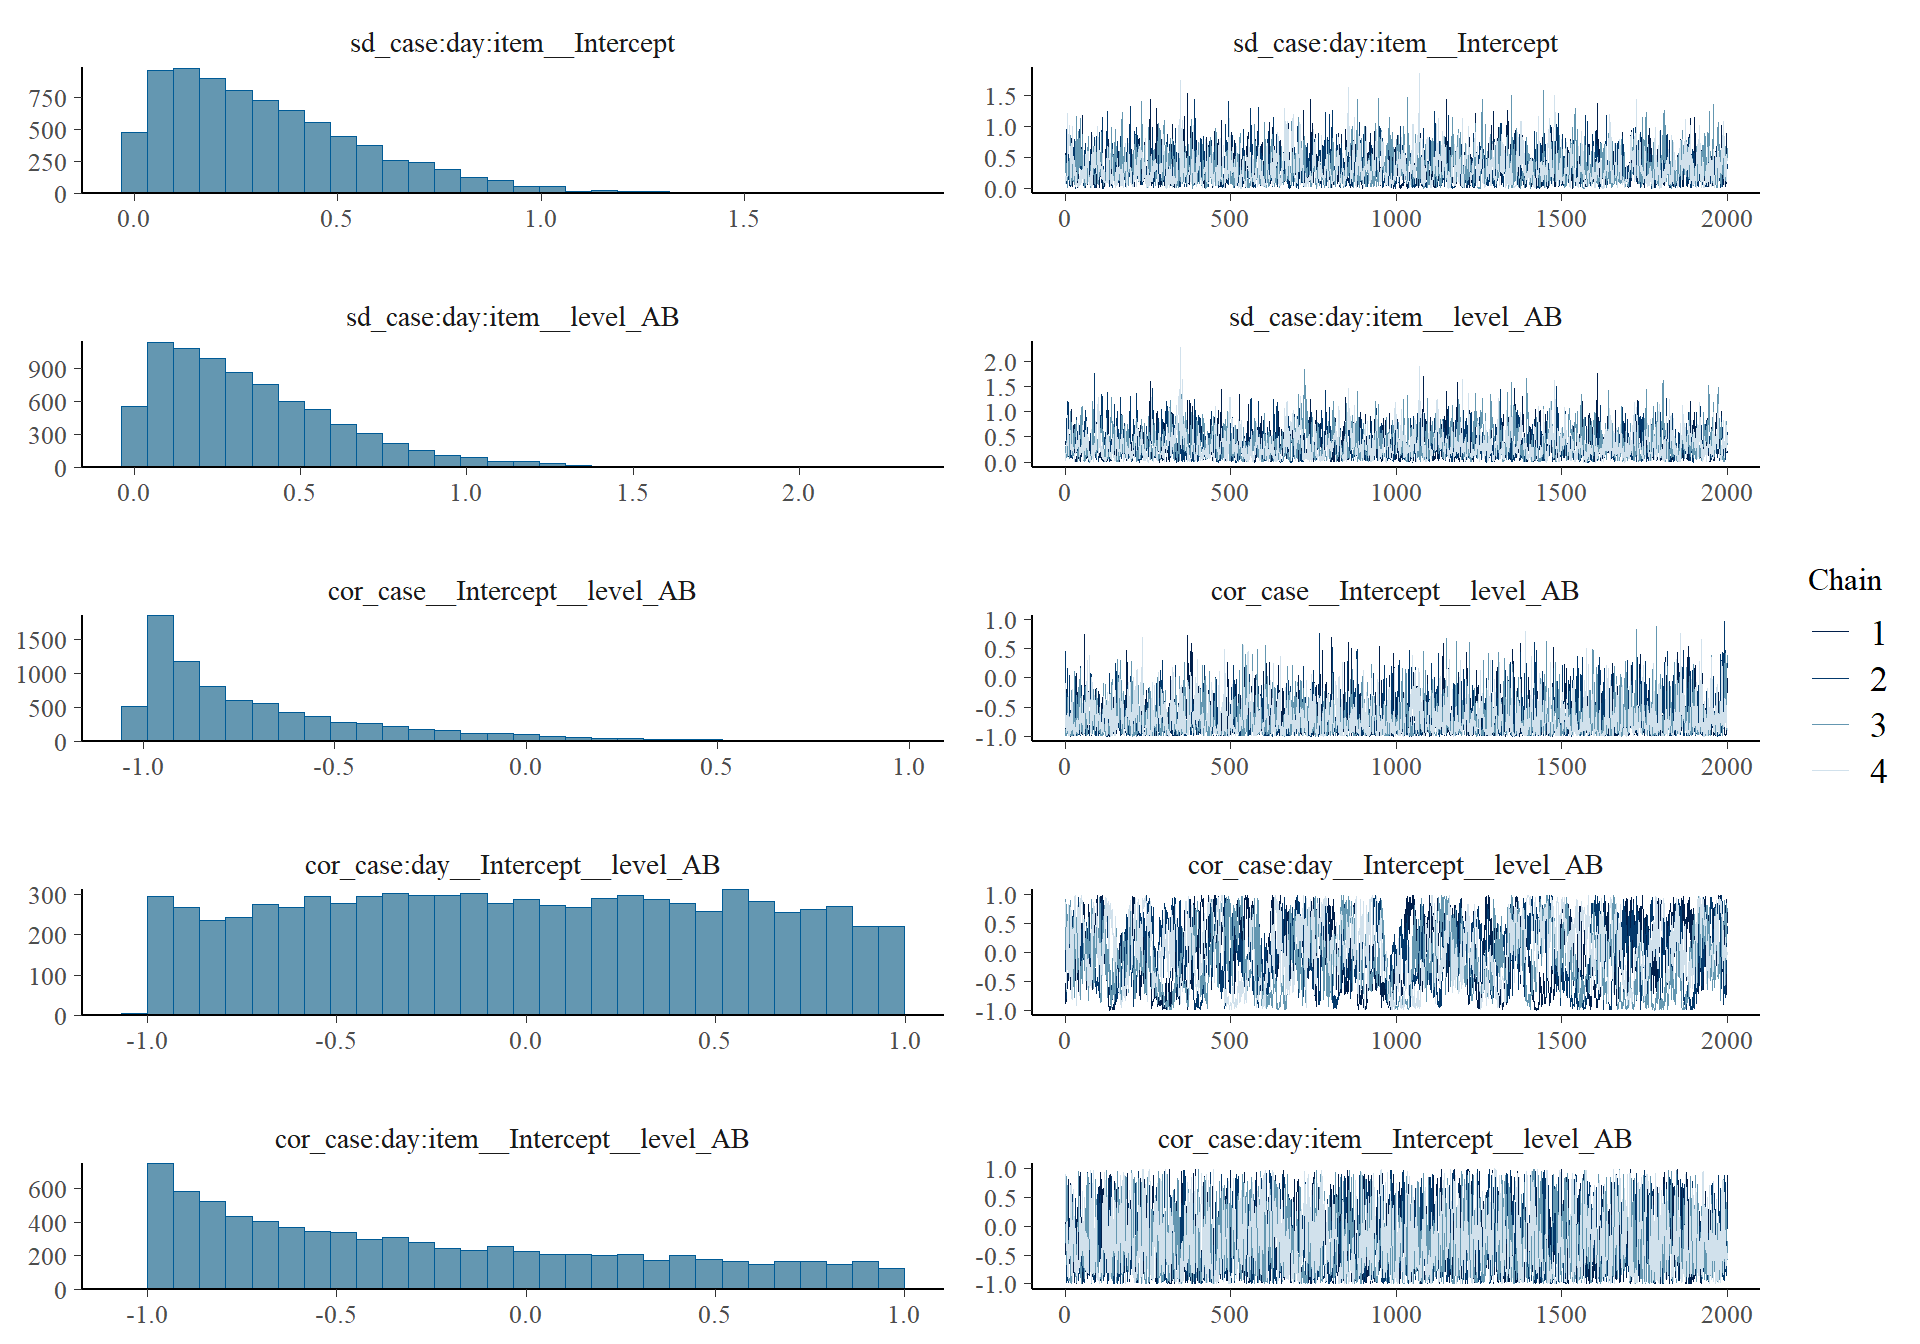 sd_case:day:item__Intercept
750
500
250
0
0.0 0.5 1.0 1.5
sd_case:day:item__Intercept
1.5
1.0
0.5
0.0
0 500 1000 1500 2000
sd_case:day:item__level_AB
900
600
300
0
0.0 0.5 1.0 1.5 2.0
sd_case:day:item__level_AB
2.0
1.5
1.0
0.5
0.0
0 500 1000 1500 2000
cor_case__Intercept__level_AB
1500
1000
500
0
-1.0 -0.5 0.0 0.5 1.0
cor_case__Intercept__level_AB
1.0
0.5
0.0
-0.5
-1.0
0 500 1000 1500 2000
cor_case:day__Intercept__level_AB
300
200
100
0
-1.0 -0.5 0.0 0.5 1.0
cor_case:day__Intercept__level_AB
1.0
0.5
0.0
-0.5
-1.0
0 500 1000 1500 2000
cor_case:day:item__Intercept__level_AB
600
400
200
0
-1.0 -0.5 0.0 0.5 1.0
cor_case:day:item__Intercept__level_AB
1.0
0.5
0.0
-0.5
-1.0
0 500 1000 1500 2000
Chain
1
2
3
4